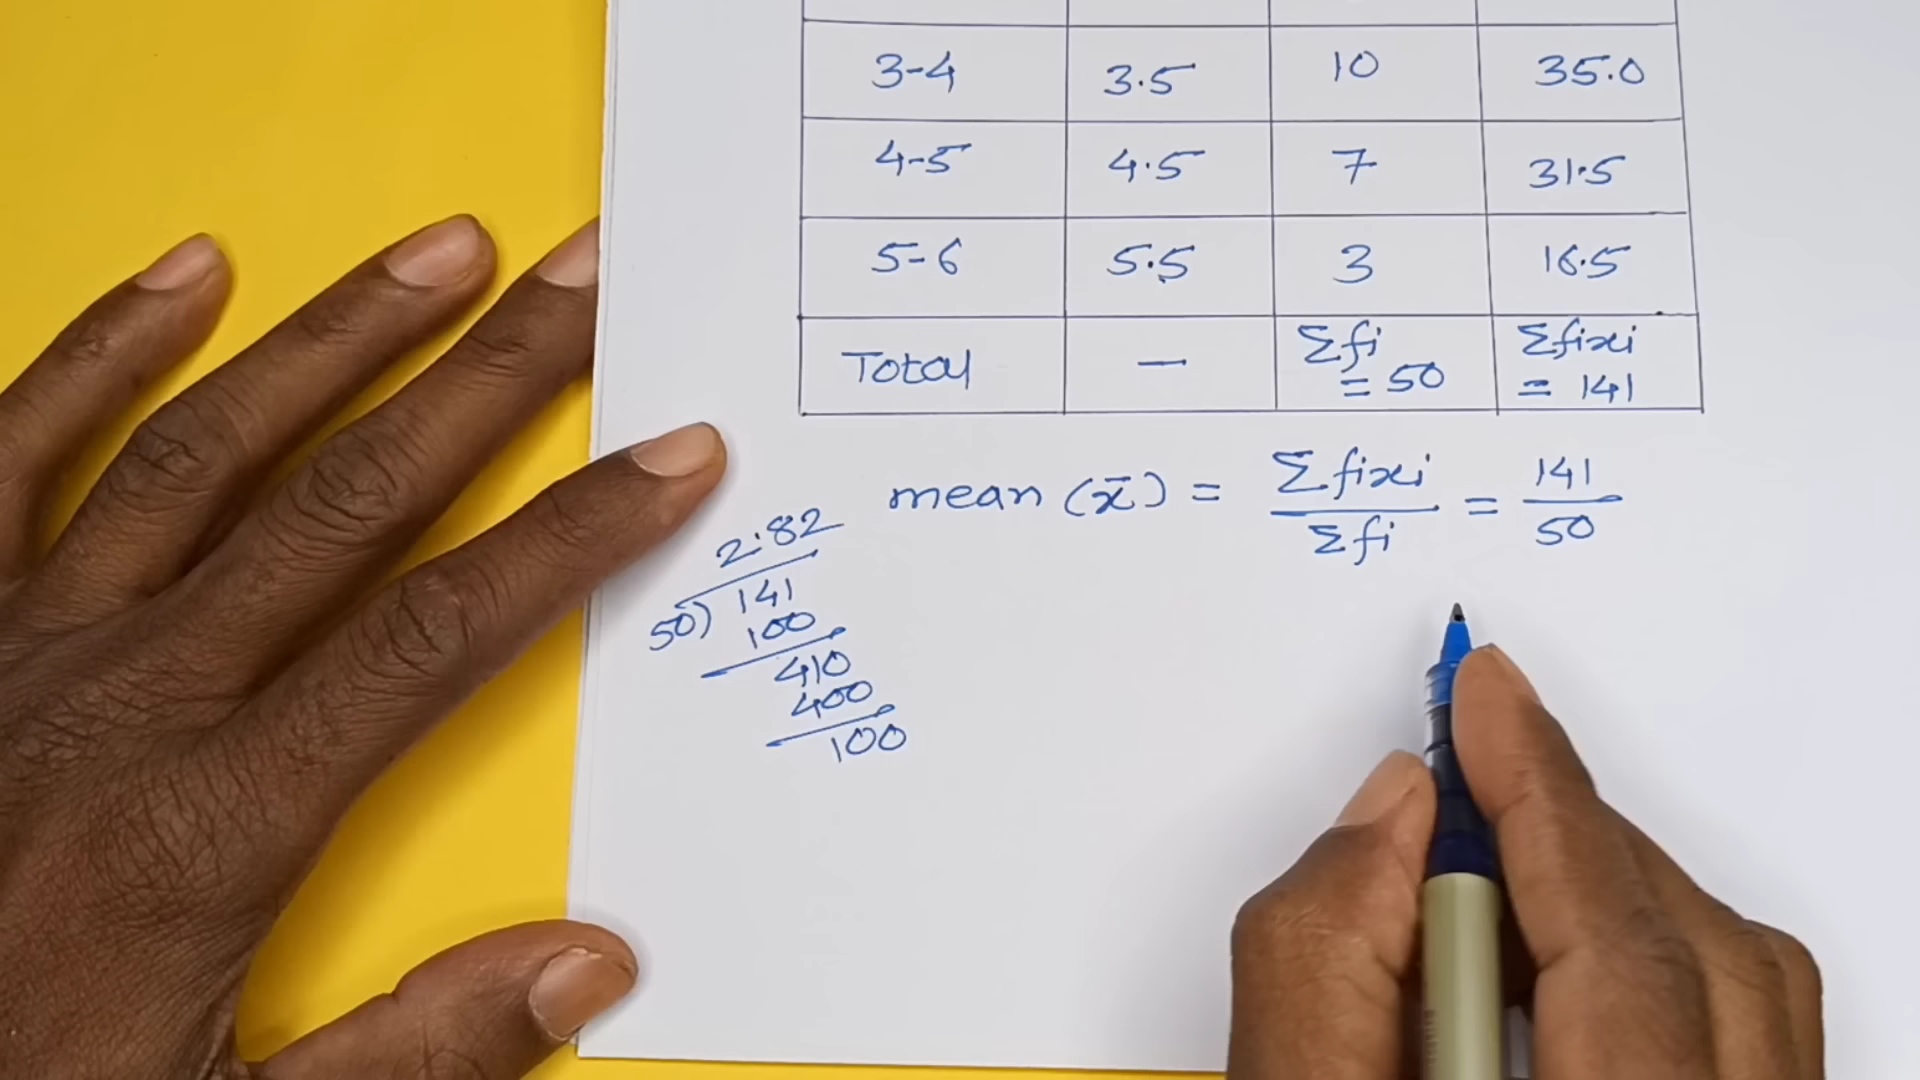 3-4 3.5 10 35.0
4-5 4.5 7 31.5
5-6 5.5 3 16.5
Total — Σfi = 50 Σfixi = 141
mean (x̄) = Σfixi / Σfi = 141 / 50
2.82
50) 141
100
410
400
100